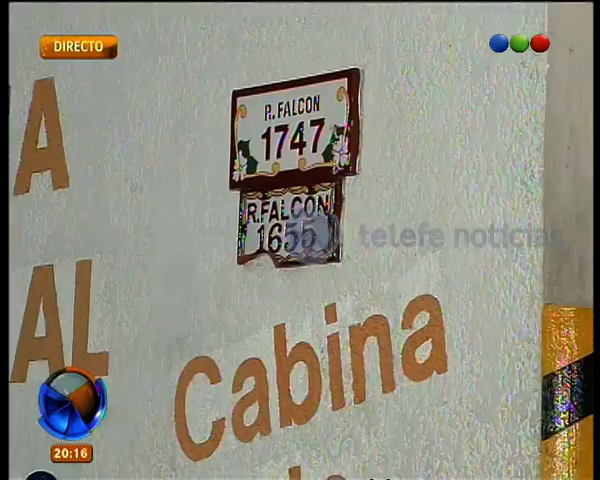 DIRECTO
R. FALCON
1747
R. FALCON
1655
telefe noticias
A
AL
Cabina
20:16